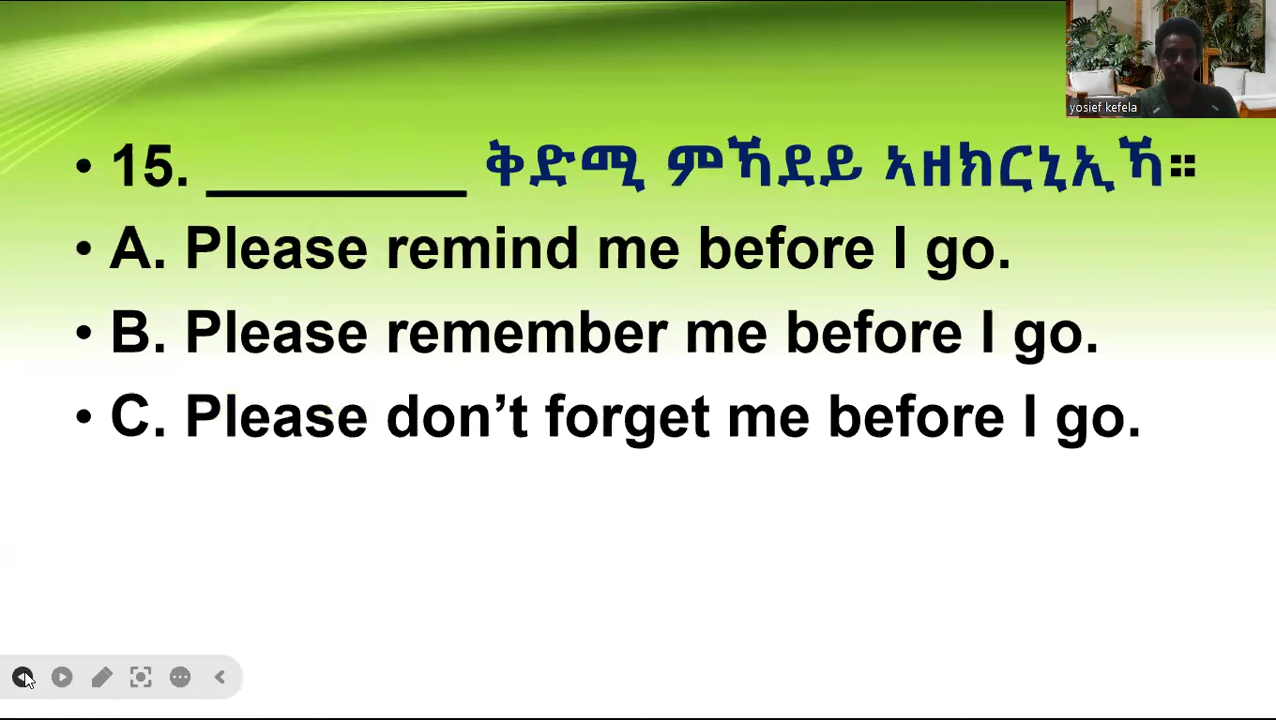 yosief kefela
• 15. _________ ቅድሚ ምኻደይ ኣዘክርኒኢኻ።
• A. Please remind me before I go.
• B. Please remember me before I go.
• C. Please don’t forget me before I go.